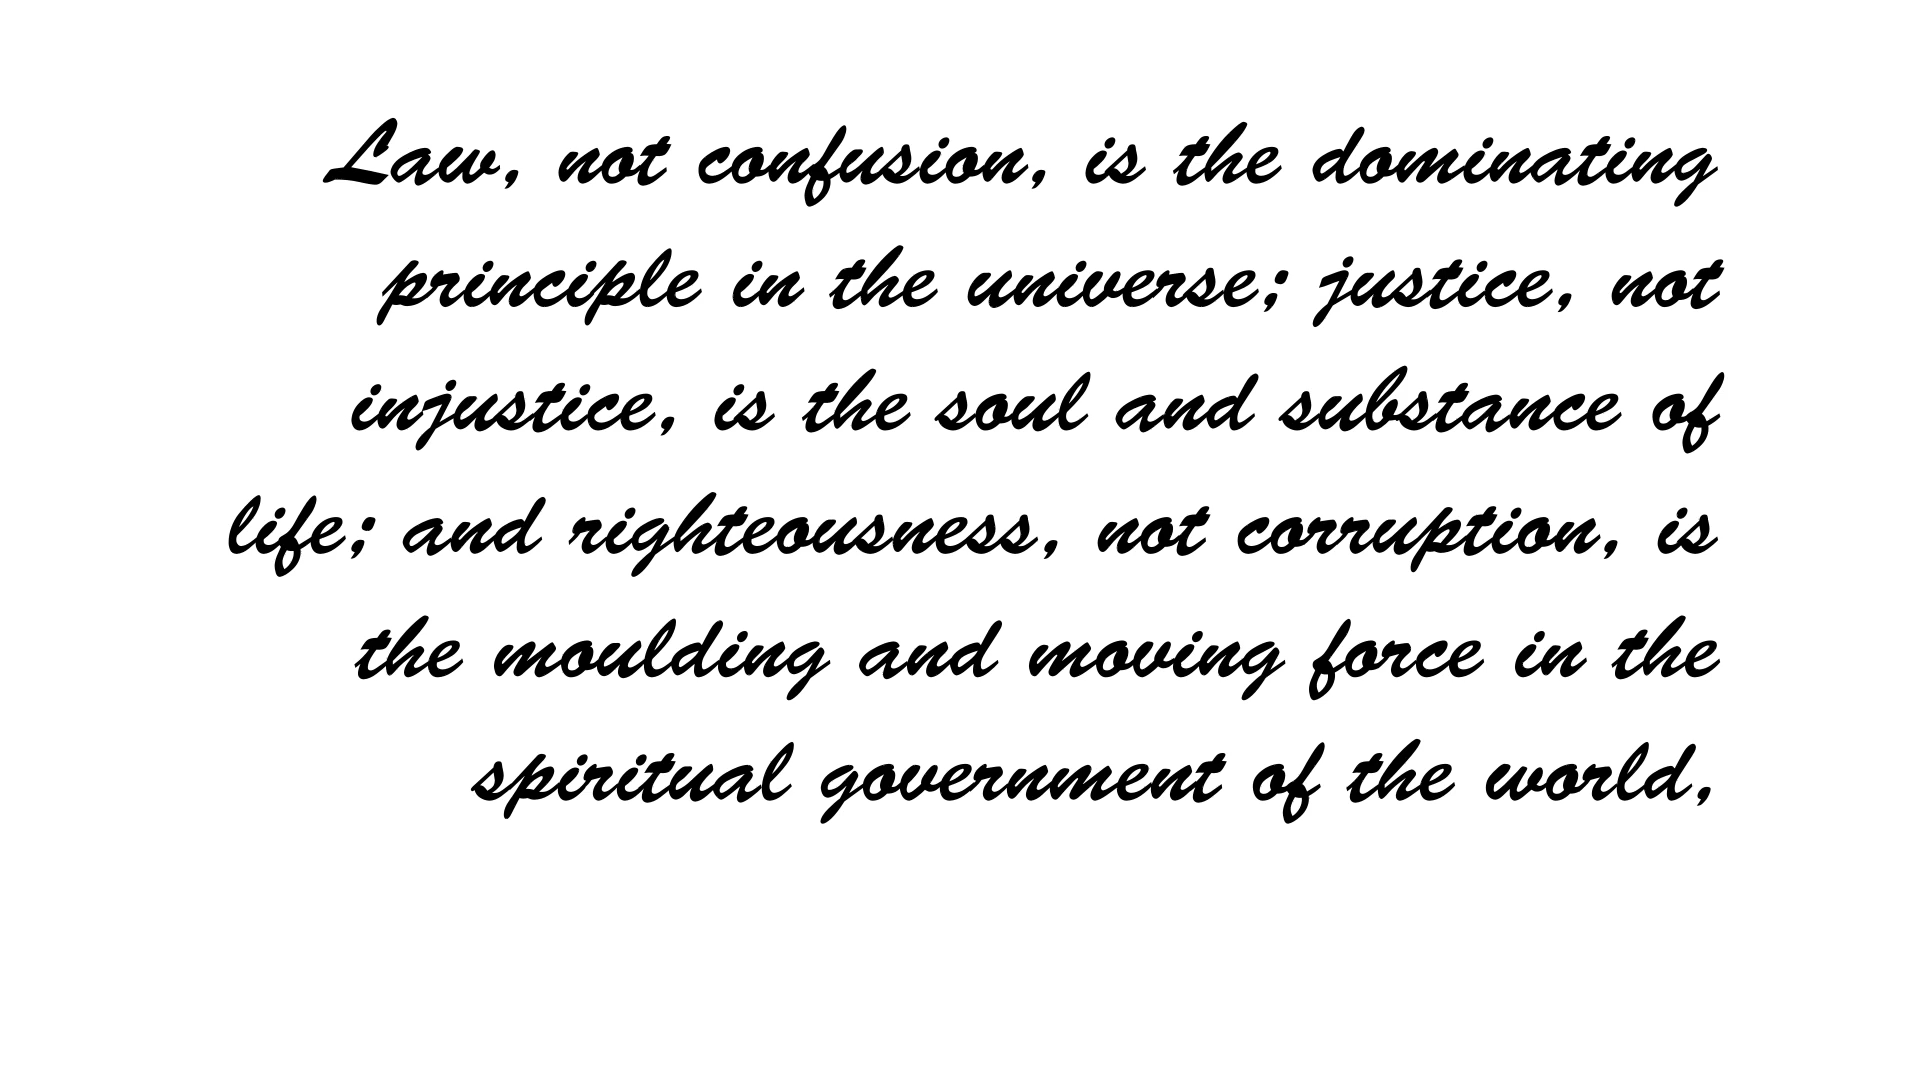 Law, not confusion, is the dominating
principle in the universe; justice, not
injustice, is the soul and substance of
life; and righteousness, not corruption, is
the moulding and moving force in the
spiritual government of the world,